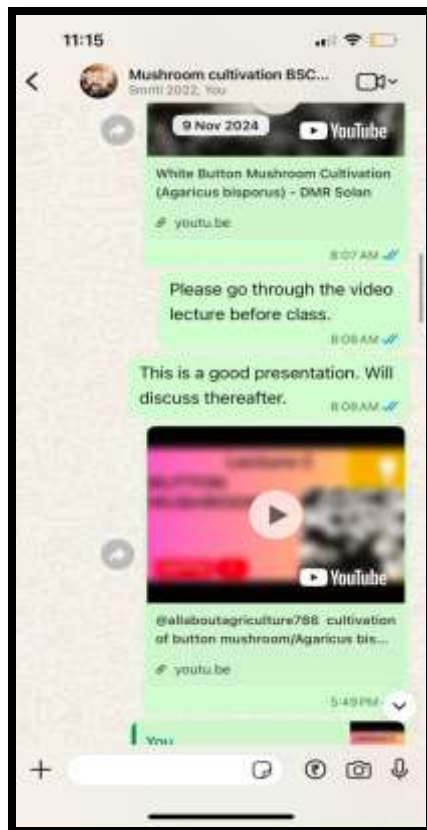 11:15
Mushroom cultivation BSC...
Smriti 2022, You
9 Nov 2024
YouTube
White Button Mushroom Cultivation
(Agaricus bisporus) - DMR Solan
youtu.be
8:07 AM
Please go through the video
lecture before class.
8:08 AM
This is a good presentation. Will
discuss thereafter.
8:08 AM
YouTube
@allaboutagriculture786 cultivation
of button mushroom/Agaricus bis...
youtu.be
5:49 PM
You